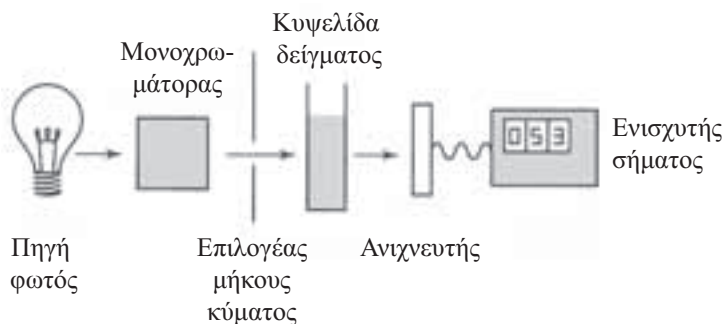 Κυψελίδα
δείγματος
Μονοχρω-
μάτορας
053
Ενισχυτής
σήματος
Πηγή
φωτός
Επιλογέας
μήκους
κύματος
Ανιχνευτής